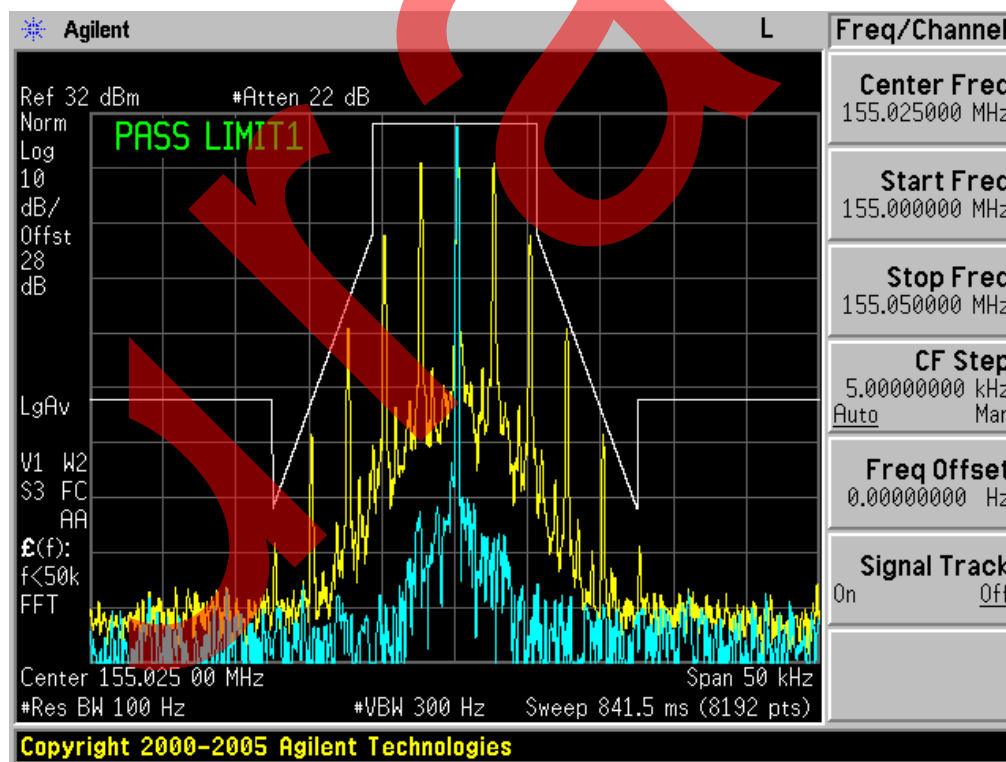 Agilent L Freq/Channel
Ref 32 dBm #Atten 22 dB
Norm
Log
10
dB/
Offst
28
dB
PASS LIMIT1
LgAv
V1 W2
S3 FC
AA
£(f):
f<50k
FFT
Center 155.025 00 MHz Span 50 kHz
#Res BW 100 Hz #VBW 300 Hz Sweep 841.5 ms (8192 pts)
Copyright 2000-2005 Agilent Technologies
Center Freq
155.025000 MHz
Start Freq
155.000000 MHz
Stop Freq
155.050000 MHz
CF Step
5.00000000 kHz
Auto Man
Freq Offset
0.00000000 Hz
Signal Track
On Off